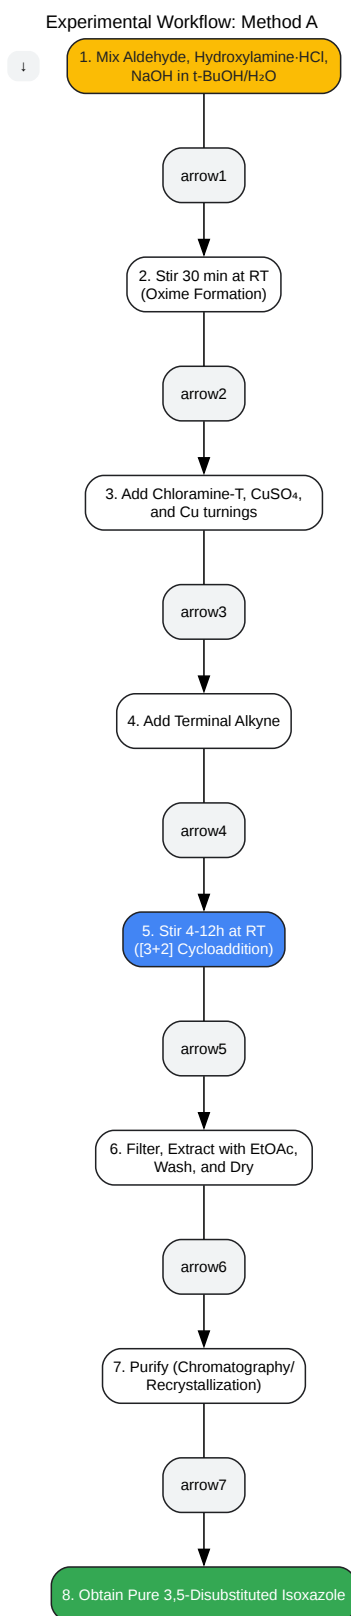 Experimental Workflow: Method A
↓
1. Mix Aldehyde, Hydroxylamine·HCl,
NaOH in t-BuOH/H₂O
arrow1
2. Stir 30 min at RT
(Oxime Formation)
arrow2
3. Add Chloramine-T, CuSO₄,
and Cu turnings
arrow3
4. Add Terminal Alkyne
arrow4
5. Stir 4-12h at RT
([3+2] Cycloaddition)
arrow5
6. Filter, Extract with EtOAc,
Wash, and Dry
arrow6
7. Purify (Chromatography/
Recrystallization)
arrow7
8. Obtain Pure 3,5-Disubstituted Isoxazole